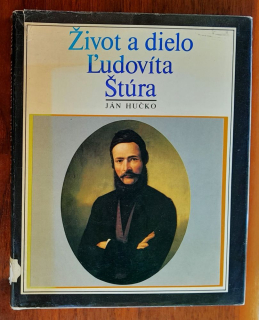 Život a dielo
Ľudovíta
Štúra
JÁN HUČKO